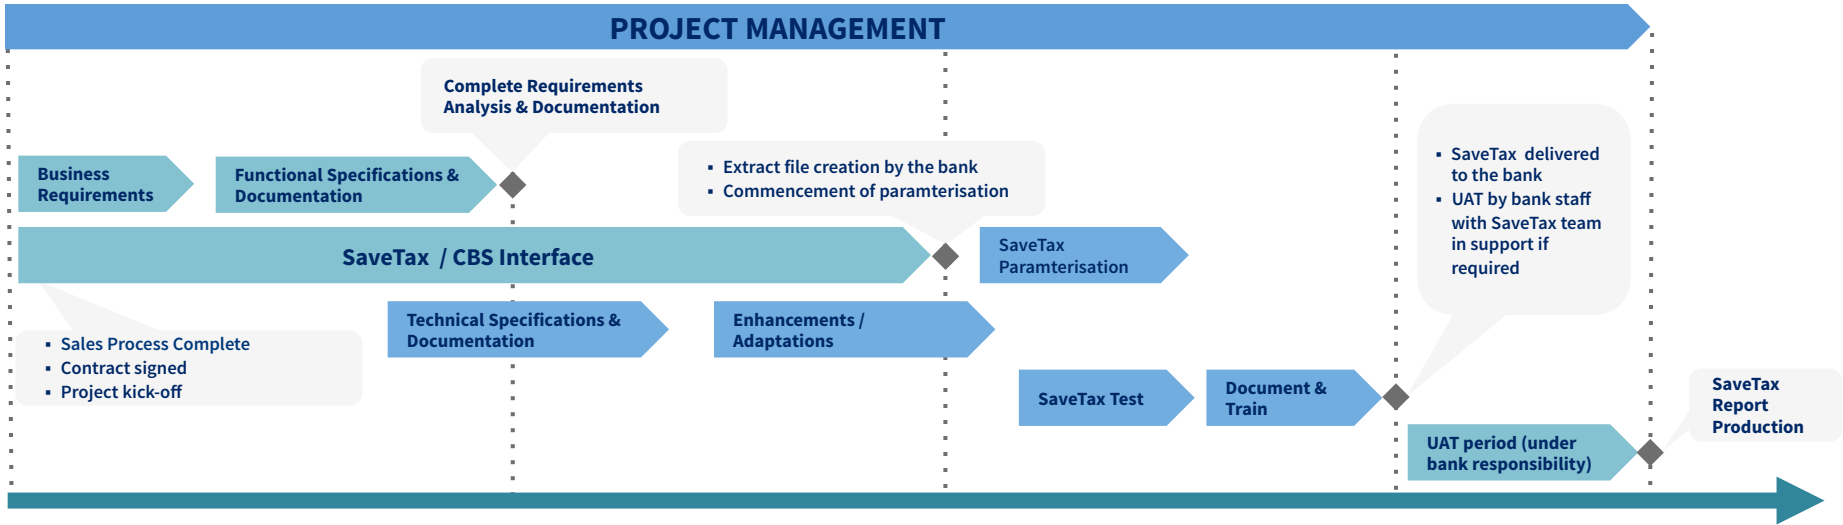 PROJECT MANAGEMENT
Complete Requirements
Analysis & Documentation
Business
Requirements
Functional Specifications &
Documentation
▪ Extract file creation by the bank
▪ Commencement of paramterisation
▪ SaveTax delivered
to the bank
▪ UAT by bank staff
with SaveTax team
in support if
required
SaveTax / CBS Interface
SaveTax
Paramterisation
▪ Sales Process Complete
▪ Contract signed
▪ Project kick-off
Technical Specifications &
Documentation
Enhancements /
Adaptations
SaveTax Test
Document &
Train
UAT period (under
bank responsibility)
SaveTax
Report
Production